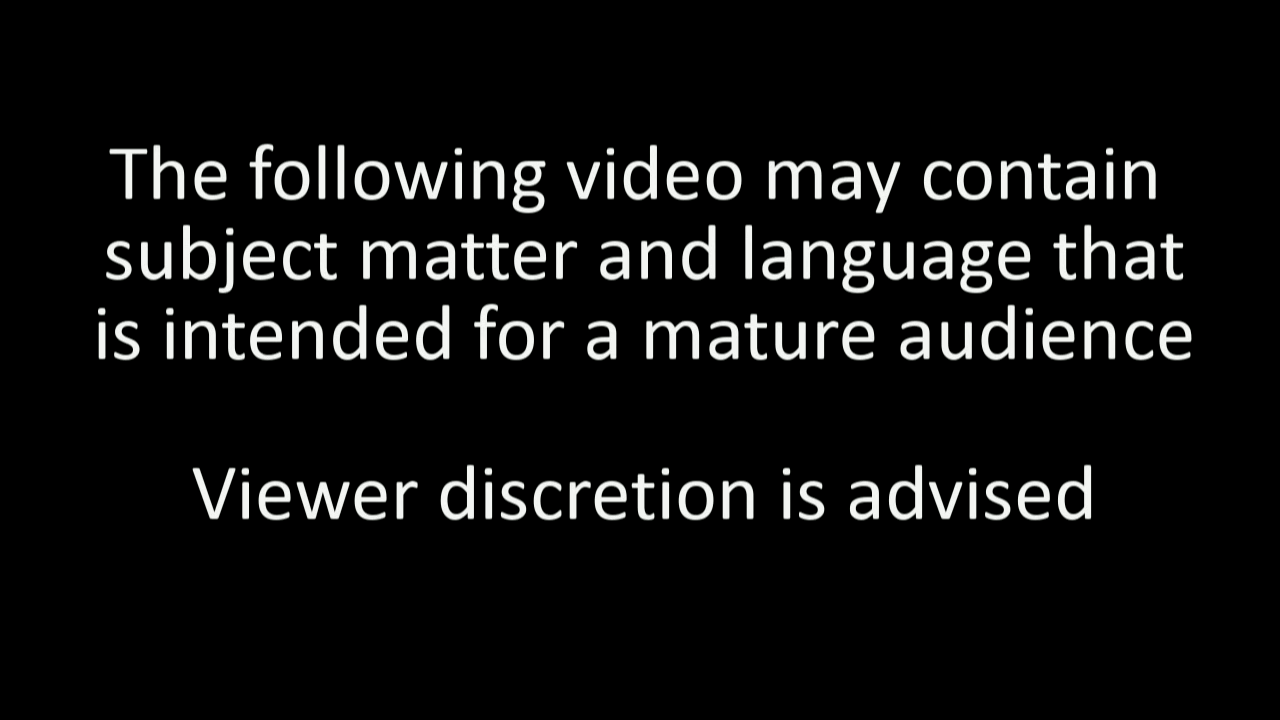 The following video may contain
subject matter and language that
is intended for a mature audience
Viewer discretion is advised